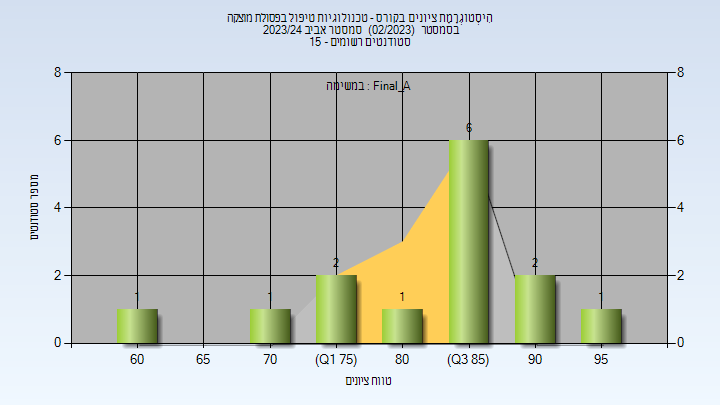 היסטוגרמת ציונים בקורס - טכנולוגיות טיפול בפסולת מוצקה
בסמסטר (02/2023) סמסטר אביב 2023/24
סטודנטים רשומים - 15
במשימה : Final_A
מספר סטודנטים
8
6
4
2
0
8
6
4
2
0
1
1
2
1
6
2
1
60
65
70
(Q1 75)
80
(Q3 85)
90
95
טווח ציונים